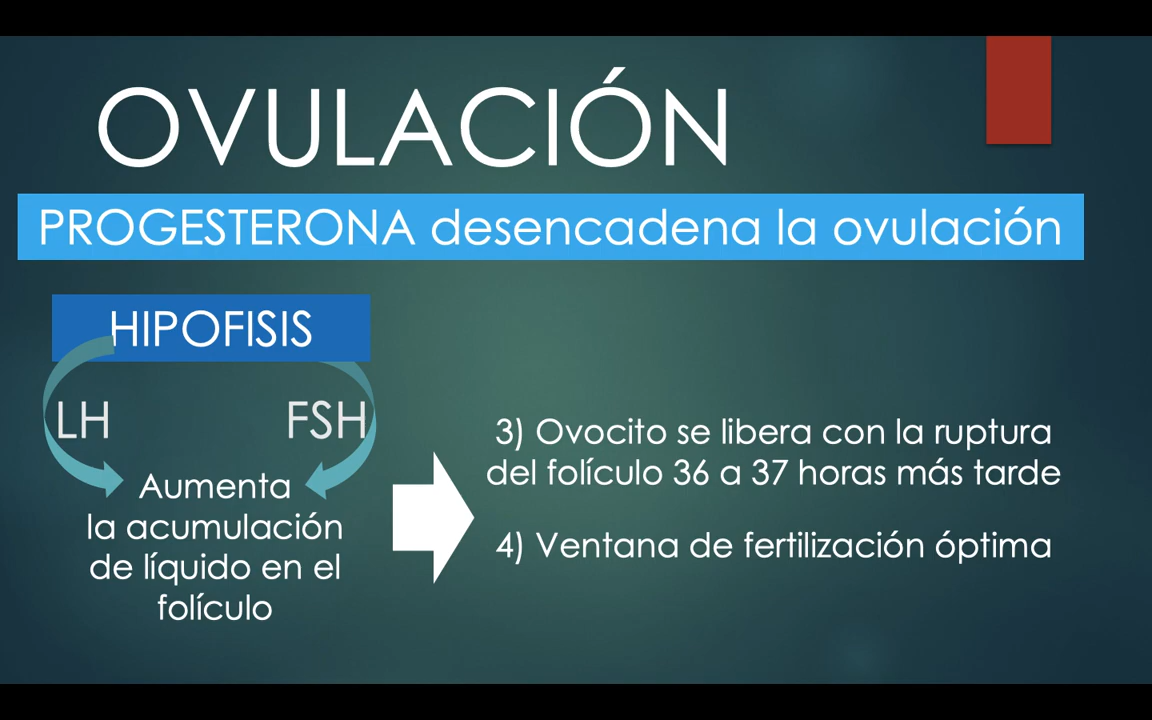 OVULACIÓN
PROGESTERONA desencadena la ovulación
HIPOFISIS
LH
FSH
Aumenta
la acumulación
de líquido en el
folículo
3) Ovocito se libera con la ruptura
del folículo 36 a 37 horas más tarde
4) Ventana de fertilización óptima